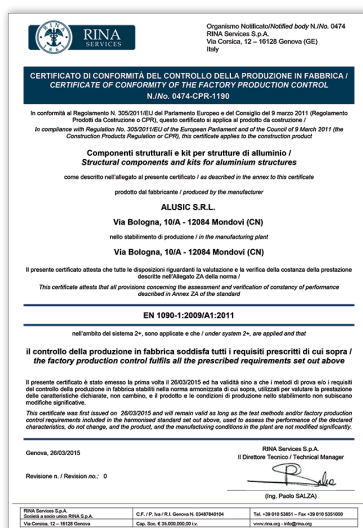 RINA
SERVICES
Organismo Notificato/Notified body N./No. 0474
RINA Services S.p.A.
Via Corsica, 12 – 16128 Genova (GE)
Italy
CERTIFICATO DI CONFORMITÀ DEL CONTROLLO DELLA PRODUZIONE IN FABBRICA /
CERTIFICATE OF CONFORMITY OF THE FACTORY PRODUCTION CONTROL
N./No. 0474-CPR-1190
In conformità al Regolamento N. 305/2011/EU del Parlamento Europeo e del Consiglio del 9 marzo 2011 (Regolamento
Prodotti da Costruzione o CPR), questo certificato si applica al prodotto da costruzione /
In compliance with Regulation No. 305/2011/EU of the European Parliament and of the Council of 9 March 2011 (the
Construction Products Regulation or CPR), this certificate applies to the construction product
Componenti strutturali e kit per strutture di alluminio /
Structural components and kits for aluminium structures
come descritto nell'allegato al presente certificato / as described in the annex to this certificate
prodotto dal fabbricante / produced by the manufacturer
ALUSIC S.R.L.
Via Bologna, 10/A - 12084 Mondovì (CN)
nello stabilimento di produzione / in the manufacturing plant
Via Bologna, 10/A - 12084 Mondovì (CN)
Il presente certificato attesta che tutte le disposizioni riguardanti la valutazione e la verifica della costanza della prestazione
descritte nell'Allegato ZA della norma /
This certificate attests that all provisions concerning the assessment and verification of constancy of performance
described in Annex ZA of the standard
EN 1090-1:2009/A1:2011
nell'ambito del sistema 2+, sono applicate e che / under system 2+, are applied and that
il controllo della produzione in fabbrica soddisfa tutti i requisiti prescritti di cui sopra /
the factory production control fulfils all the prescribed requirements set out above
Il presente certificato è stato emesso la prima volta il 26/03/2015 ed ha validità sino a che i metodi di prova e/o i requisiti
del controllo della produzione in fabbrica stabiliti nella norma armonizzata di cui sopra, utilizzati per valutare la prestazione
delle caratteristiche dichiarate, non cambino, e il prodotto e le condizioni di produzione nello stabilimento non subiscano
modifiche significative.
This certificate was first issued on 26/03/2015 and will remain valid as long as the test methods and/or factory production
control requirements included in the harmonised standard set out above, used to assess the performance of the declared
characteristics, do not change, and the product, and the manufacturing conditions in the plant are not modified significantly.
Genova, 26/03/2015
RINA Services S.p.A.
Il Direttore Tecnico / Technical Manager
Revisione n. / Revision no.: 0
(Ing. Paolo SALZA)
RINA Services S.p.A.
Società a socio unico RINA S.p.A.
C.F. / P. Iva / R.I. Genova N. 03487840104
Tel. +39 010 53851 – Fax +39 010 5351000
Via Corsica, 12 – 16128 Genova
Cap. Soc. € 35.000.000,00 i.v.
www.rina.org - info@rina.org